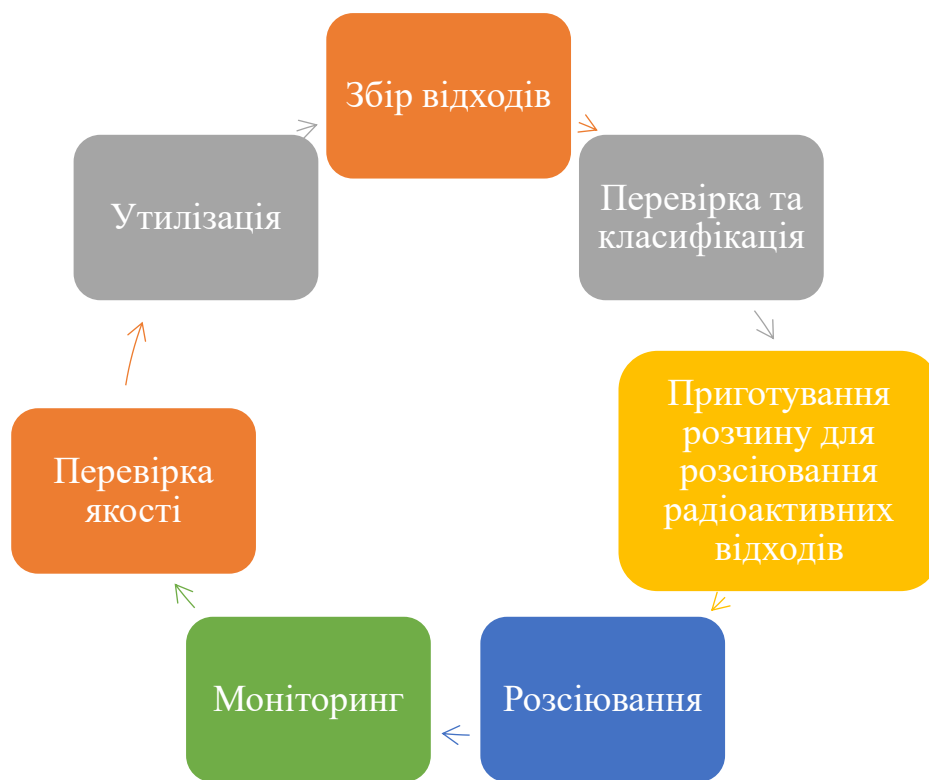 Збір відходів
Перевірка та
класифікація
Приготування
розчину для
розсіювання
радіоактивних
відходів
Розсіювання
Моніторинг
Перевірка
якості
Утилізація